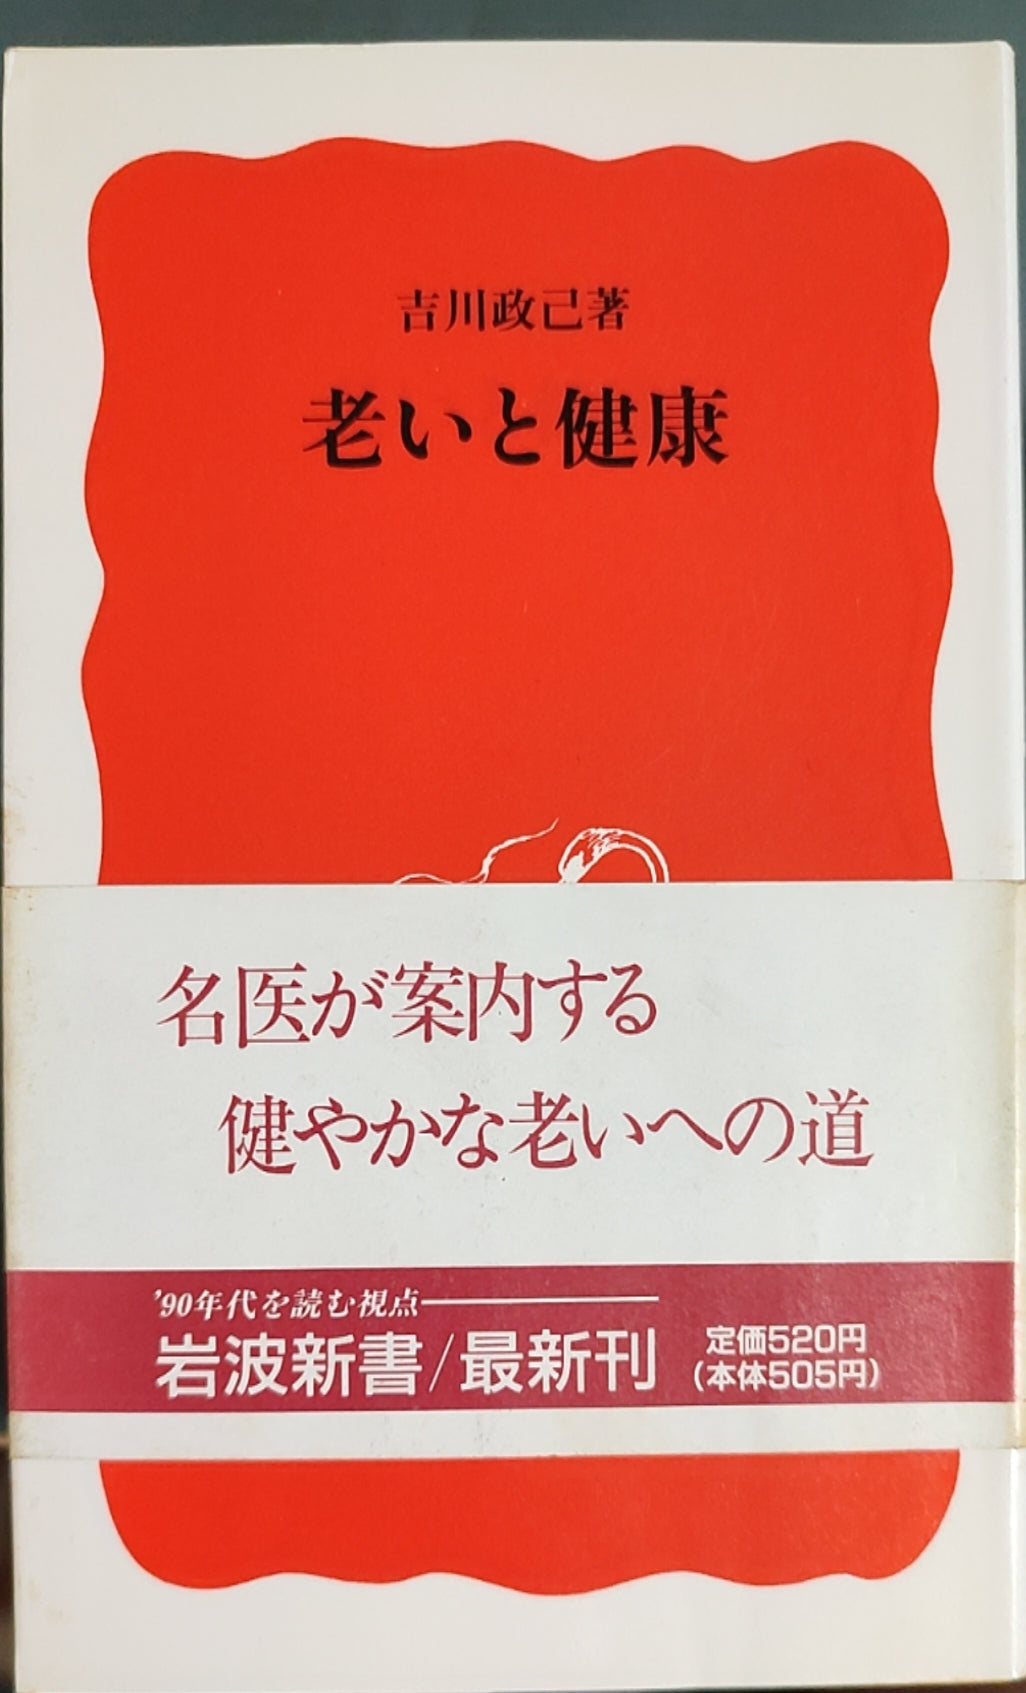 吉川政己著
老いと健康
名医が案内する
健やかな老いへの道
'90年代を読む視点
岩波新書/最新刊
定価520円
(本体505円)